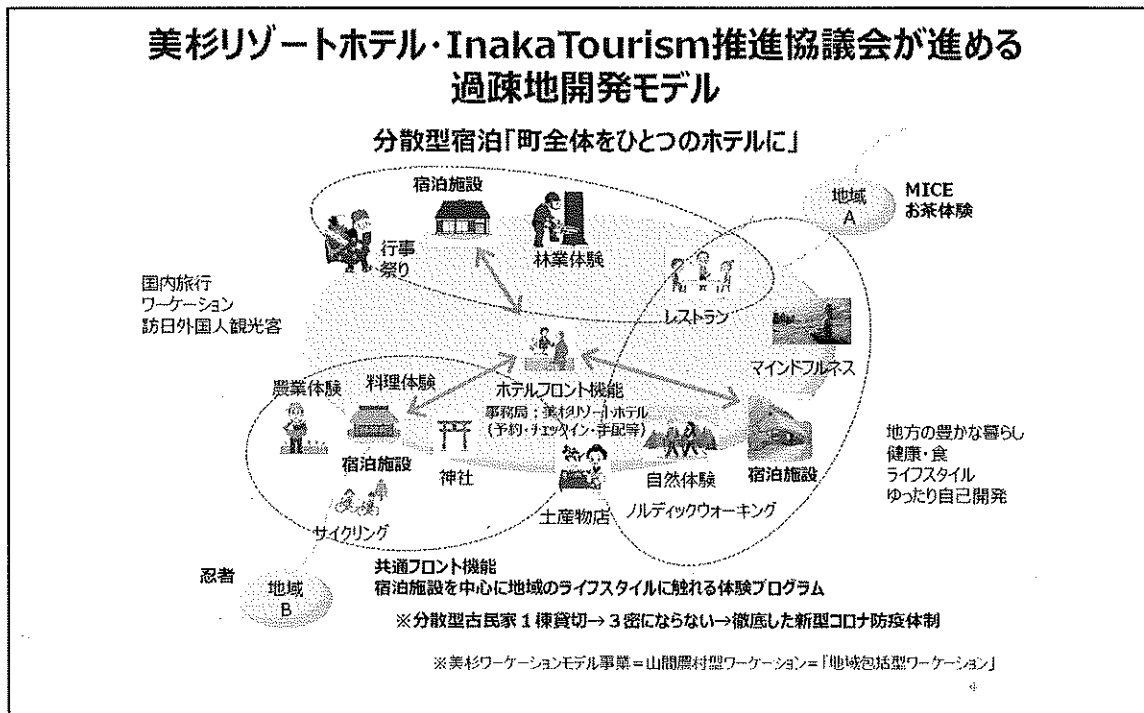 美杉リゾートホテル・InakaTourism推進協議会が進める
過疎地開発モデル
分散型宿泊「町全体をひとつのホテルに」
宿泊施設
行事
祭り
林業体験
レストラン
地域
A
MICE
お茶体験
国内旅行
ワーケーション
訪日外国人観光客
マインドフルネス
ホテルフロント機能
事務局:美杉リゾートホテル
(予約・チェックイン・手配等)
農業体験
料理体験
宿泊施設
神社
サイクリング
土産物店
自然体験
ノルディックウォーキング
宿泊施設
地方の豊かな暮らし
健康・食
ライフスタイル
ゆったり自己開発
忍者
地域
B
共通フロント機能
宿泊施設を中心に地域のライフスタイルに触れる体験プログラム
※分散型古民家1棟貸切→3密にならない→徹底した新型コロナ防疫体制
※美杉ワーケーションモデル事業=山間農村型ワーケーション=「地域包括型ワーケーション」